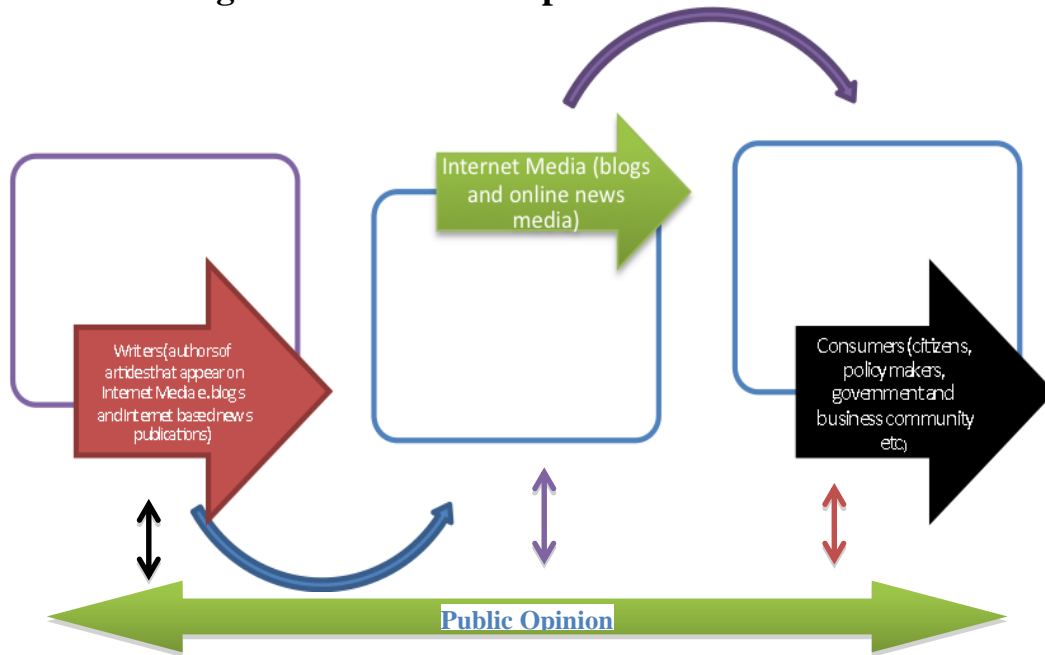 Writers(authors of
articles that appear on
Internet Media e. blogs
and Internet based news
publications)
Internet Media (blogs
and online news
media)
Consumers (citizens,
policy makers,
government and
business community
etc)
Public Opinion